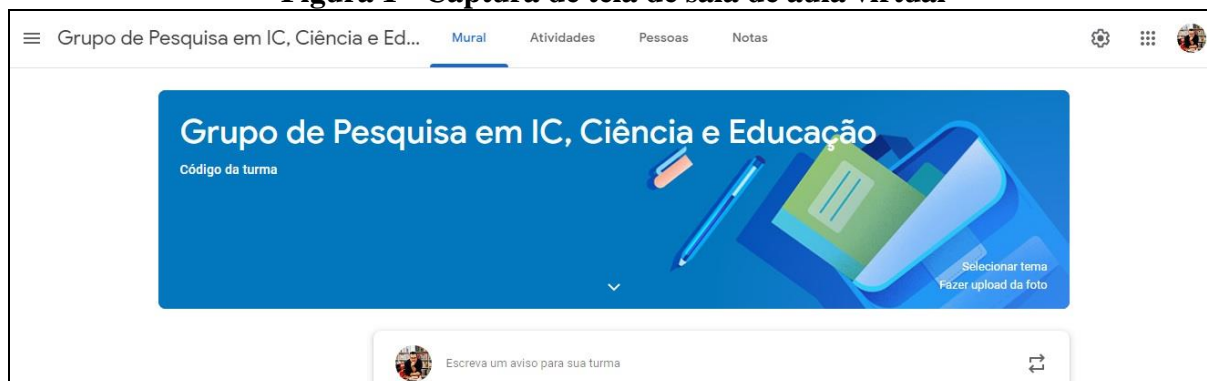 Figura 1 - Captura de tela de sala de aula virtual
Grupo de Pesquisa em IC, Ciência e Ed... Mural Atividades Pessoas Notas
Grupo de Pesquisa em IC, Ciência e Educação
Código da turma
Selecionar tema
Fazer upload da foto
Escreva um aviso para sua turma